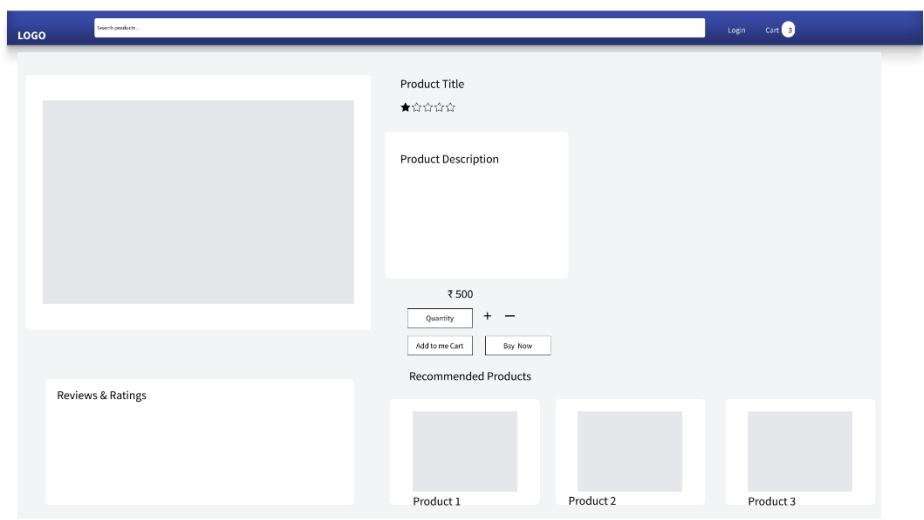 LOGO
Search products...
Login
Cart 3
Product Title
Product Description
₹ 500
Quantity + —
Add to me Cart
Bsy Now
Recommended Products
Reviews & Ratings
Product 1
Product 2
Product 3